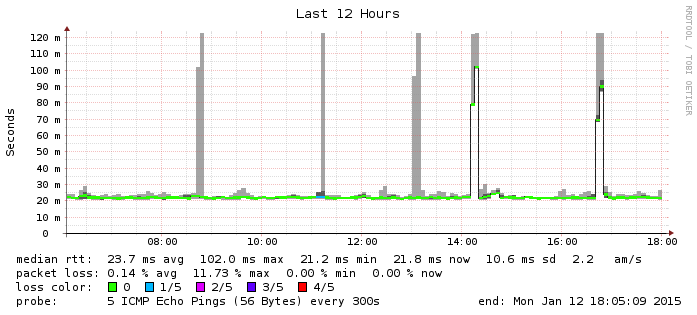 Last 12 Hours
RRDTOOL / TOBI OETIKER
Seconds
120 m
110 m
100 m
90 m
80 m
70 m
60 m
50 m
40 m
30 m
20 m
10 m
0
08:00 10:00 12:00 14:00 16:00 18:00
median rtt: 23.7 ms avg 102.0 ms max 21.2 ms min 21.8 ms now 10.6 ms sd 2.2 am/s
packet loss: 0.14 % avg 11.73 % max 0.00 % min 0.00 % now
loss color: 0 1/5 2/5 3/5 4/5
probe: 5 ICMP Echo Pings (56 Bytes) every 300s end: Mon Jan 12 18:05:09 2015